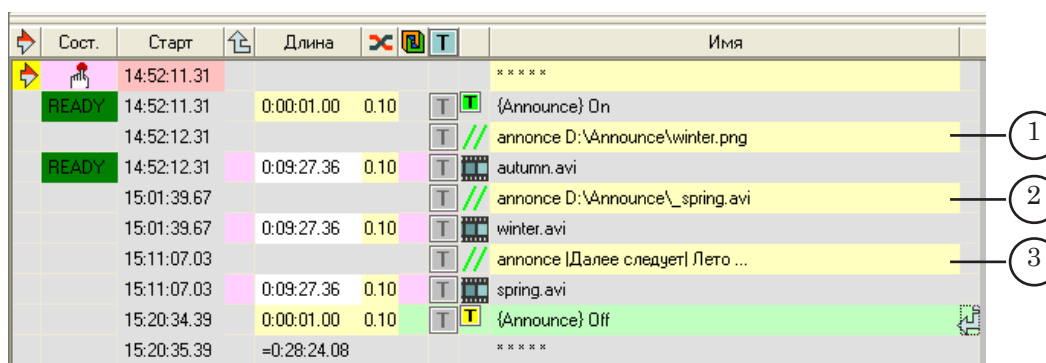 Сост. Старт Длина T Имя
14:52:11.31 * * * * *
READY 14:52:11.31 0:00:01.00 0.10 T T {Announce} On
14:52:12.31 T // annonce D:\Announce\winter.png 1
READY 14:52:12.31 0:09:27.36 0.10 T autumn.avi
15:01:39.67 T // annonce D:\Announce\_spring.avi 2
15:01:39.67 0:09:27.36 0.10 T winter.avi
15:11:07.03 T // annonce |Далее следует| Лето ... 3
15:11:07.03 0:09:27.36 0.10 T spring.avi
15:20:34.39 0:00:01.00 0.10 T T {Announce} Off
15:20:35.39 =0:28:24.08 * * * * *